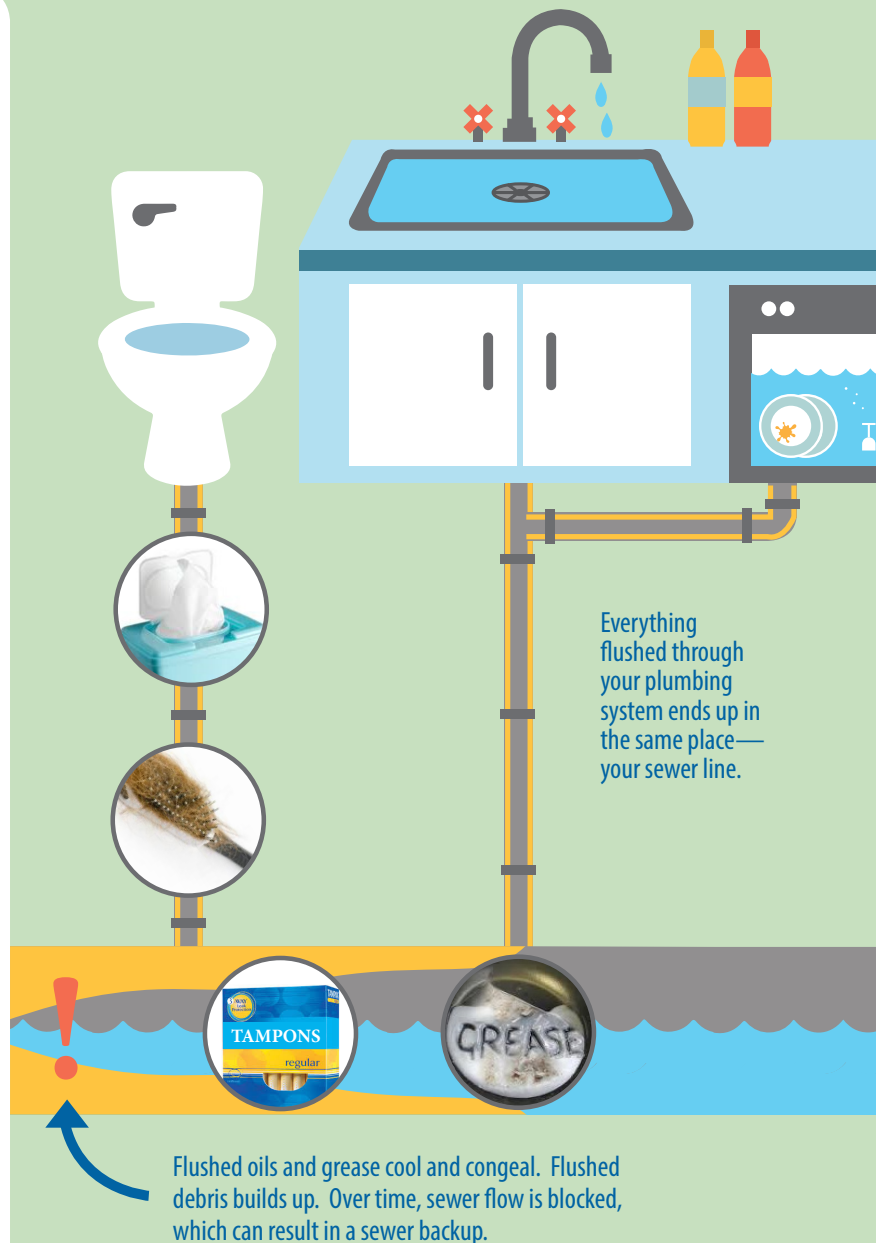 Everything
flushed through
your plumbing
system ends up in
the same place—
your sewer line.
TAMPONS
regular
GREASE
Flushed oils and grease cool and congeal. Flushed
debris builds up. Over time, sewer flow is blocked,
which can result in a sewer backup.